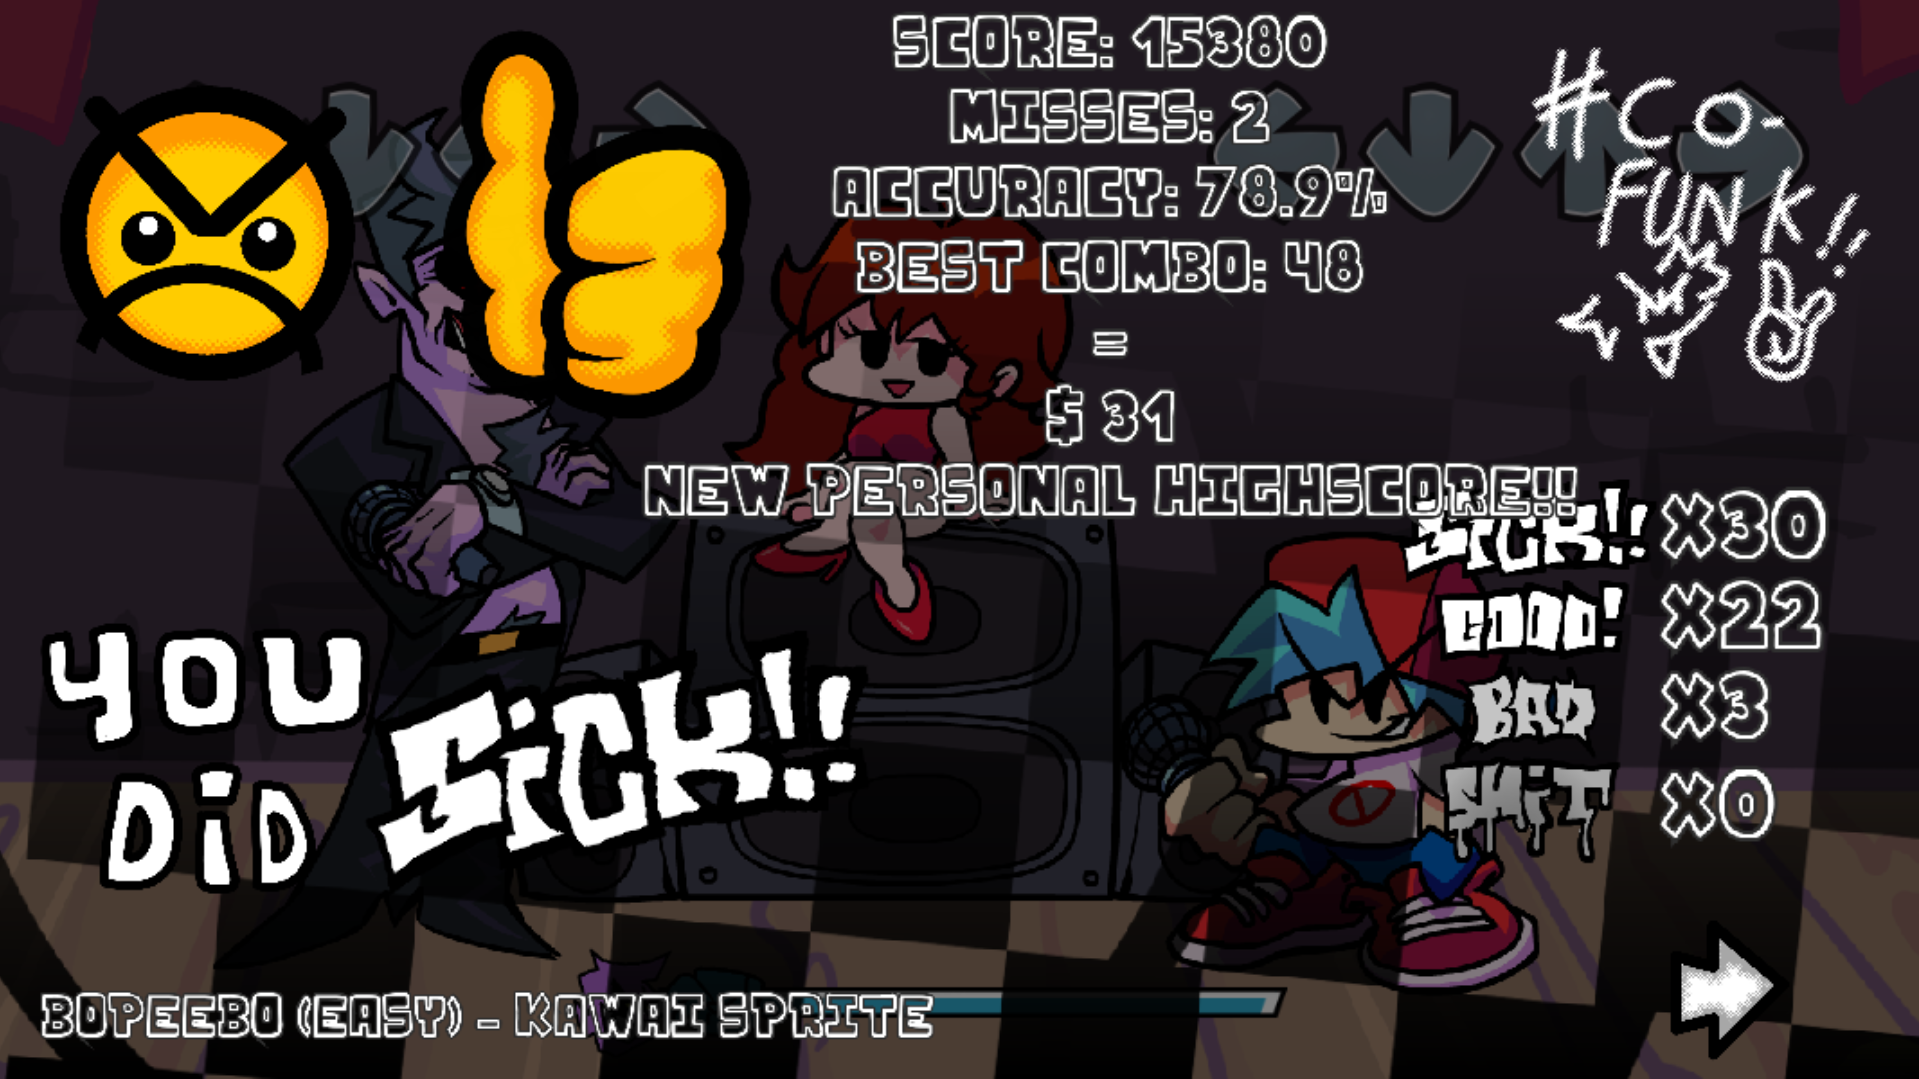 SCORE: 15380
MISSES: 2
ACCURACY: 78.9%
BEST COMBO: 48
=
$ 31
NEW PERSONAL HIGHSCORE!!
#CO-
FUNK!!
SICK!! X30
GOOD! X22
BAD X3
SHIT X0
YOU
DiD SiCK!!
BOPEEBO (EASY) - KAWAI SPRITE